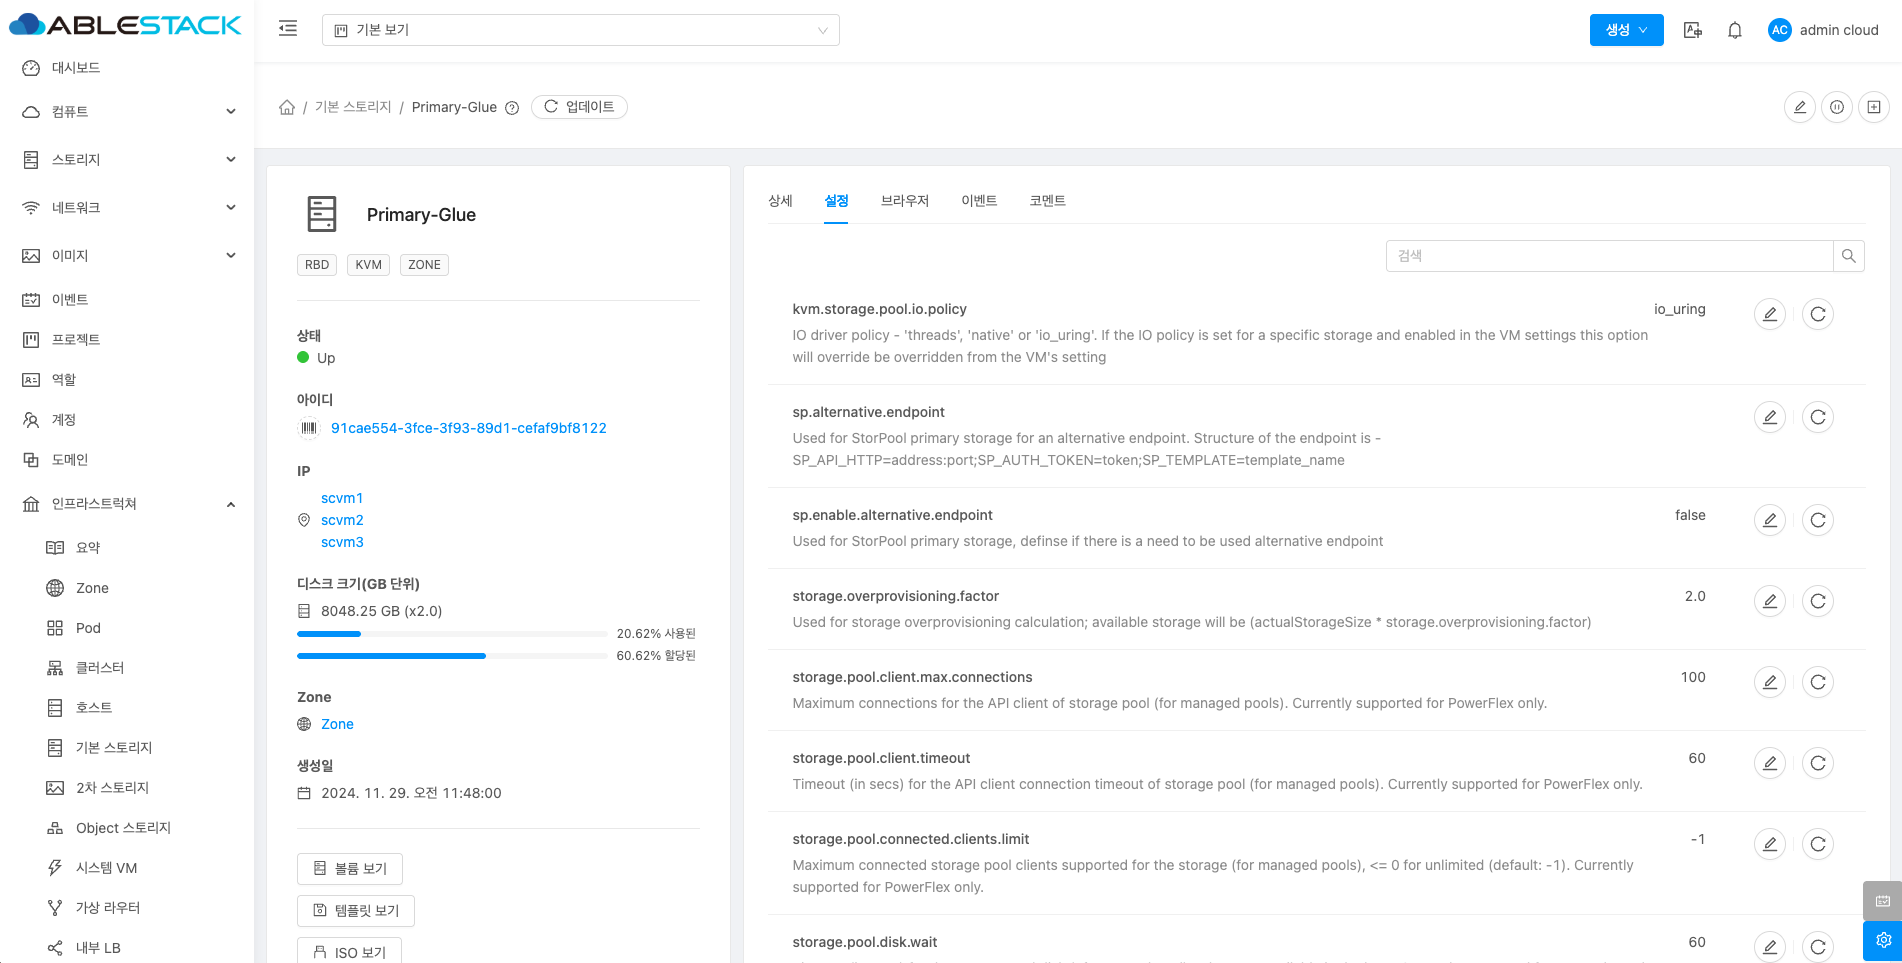 ABLESTACK
기본 보기
생성
AC
admin cloud
대시보드
컴퓨트
스토리지
네트워크
이미지
이벤트
프로젝트
역할
계정
도메인
인프라스트럭쳐
요약
Zone
Pod
클러스터
호스트
기본 스토리지
2차 스토리지
Object 스토리지
시스템 VM
가상 라우터
내부 LB
/ 기본 스토리지 / Primary-Glue
업데이트
Primary-Glue
RBD KVM ZONE
상태
Up
아이디
91cae554-3fce-3f93-89d1-cefaf9bf8122
IP
scvm1
scvm2
scvm3
디스크 크기(GB 단위)
8048.25 GB (x2.0)
20.62% 사용된
60.62% 할당된
Zone
Zone
생성일
2024. 11. 29. 오전 11:48:00
볼륨 보기
템플릿 보기
ISO 보기
상세 설정 브라우저 이벤트 코멘트
검색
kvm.storage.pool.io.policy io_uring
IO driver policy - 'threads', 'native' or 'io_uring'. If the IO policy is set for a specific storage and enabled in the VM settings this option
will override be overridden from the VM's setting
sp.alternative.endpoint
Used for StorPool primary storage for an alternative endpoint. Structure of the endpoint is -
SP_API_HTTP=address:port;SP_AUTH_TOKEN=token;SP_TEMPLATE=template_name
sp.enable.alternative.endpoint false
Used for StorPool primary storage, definse if there is a need to be used alternative endpoint
storage.overprovisioning.factor 2.0
Used for storage overprovisioning calculation; available storage will be (actualStorageSize * storage.overprovisioning.factor)
storage.pool.client.max.connections 100
Maximum connections for the API client of storage pool (for managed pools). Currently supported for PowerFlex only.
storage.pool.client.timeout 60
Timeout (in secs) for the API client connection timeout of storage pool (for managed pools). Currently supported for PowerFlex only.
storage.pool.connected.clients.limit -1
Maximum connected storage pool clients supported for the storage (for managed pools), <= 0 for unlimited (default: -1). Currently
supported for PowerFlex only.
storage.pool.disk.wait 60